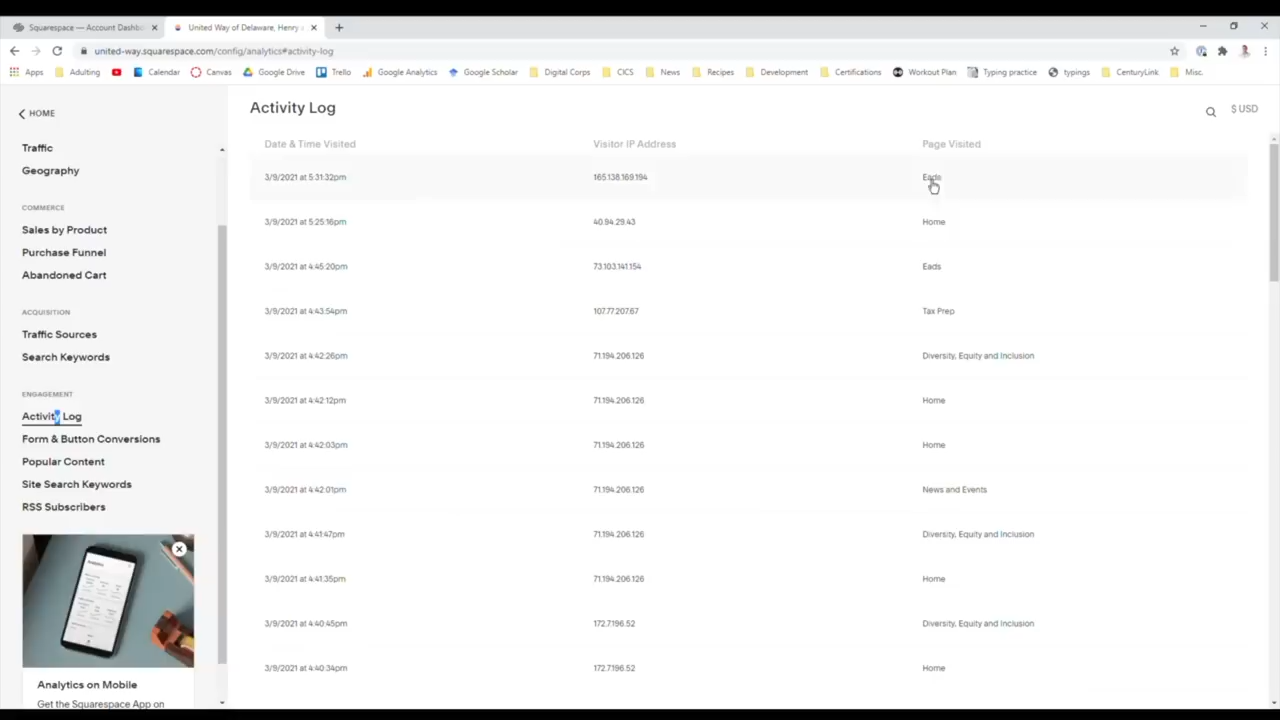 Squarespace — Account Dashbo
United Way of Delaware, Henry
united-way.squarespace.com/config/analytics#activity-log
Apps Adulting Calendar Canvas Google Drive Trello Google Analytics Google Scholar Digital Corps CICS News Recipes Development Certifications Workout Plan Typing practice typings CenturyLink Misc.
HOME
Traffic
Geography
COMMERCE
Sales by Product
Purchase Funnel
Abandoned Cart
ACQUISITION
Traffic Sources
Search Keywords
ENGAGEMENT
Activity Log
Form & Button Conversions
Popular Content
Site Search Keywords
RSS Subscribers
Analytics on Mobile
Get the Squarespace App on
Activity Log
$ USD
Date & Time Visited Visitor IP Address Page Visited
3/9/2021 at 5:31:32pm 165.138.169.194 Eads
3/9/2021 at 5:25:16pm 40.94.29.43 Home
3/9/2021 at 4:45:20pm 73.103.141.154 Eads
3/9/2021 at 4:43:54pm 107.77.207.67 Tax Prep
3/9/2021 at 4:42:26pm 71.194.206.126 Diversity, Equity and Inclusion
3/9/2021 at 4:42:12pm 71.194.206.126 Home
3/9/2021 at 4:42:03pm 71.194.206.126 Home
3/9/2021 at 4:42:01pm 71.194.206.126 News and Events
3/9/2021 at 4:41:47pm 71.194.206.126 Diversity, Equity and Inclusion
3/9/2021 at 4:41:35pm 71.194.206.126 Home
3/9/2021 at 4:40:45pm 172.7.196.52 Diversity, Equity and Inclusion
3/9/2021 at 4:40:34pm 172.7.196.52 Home